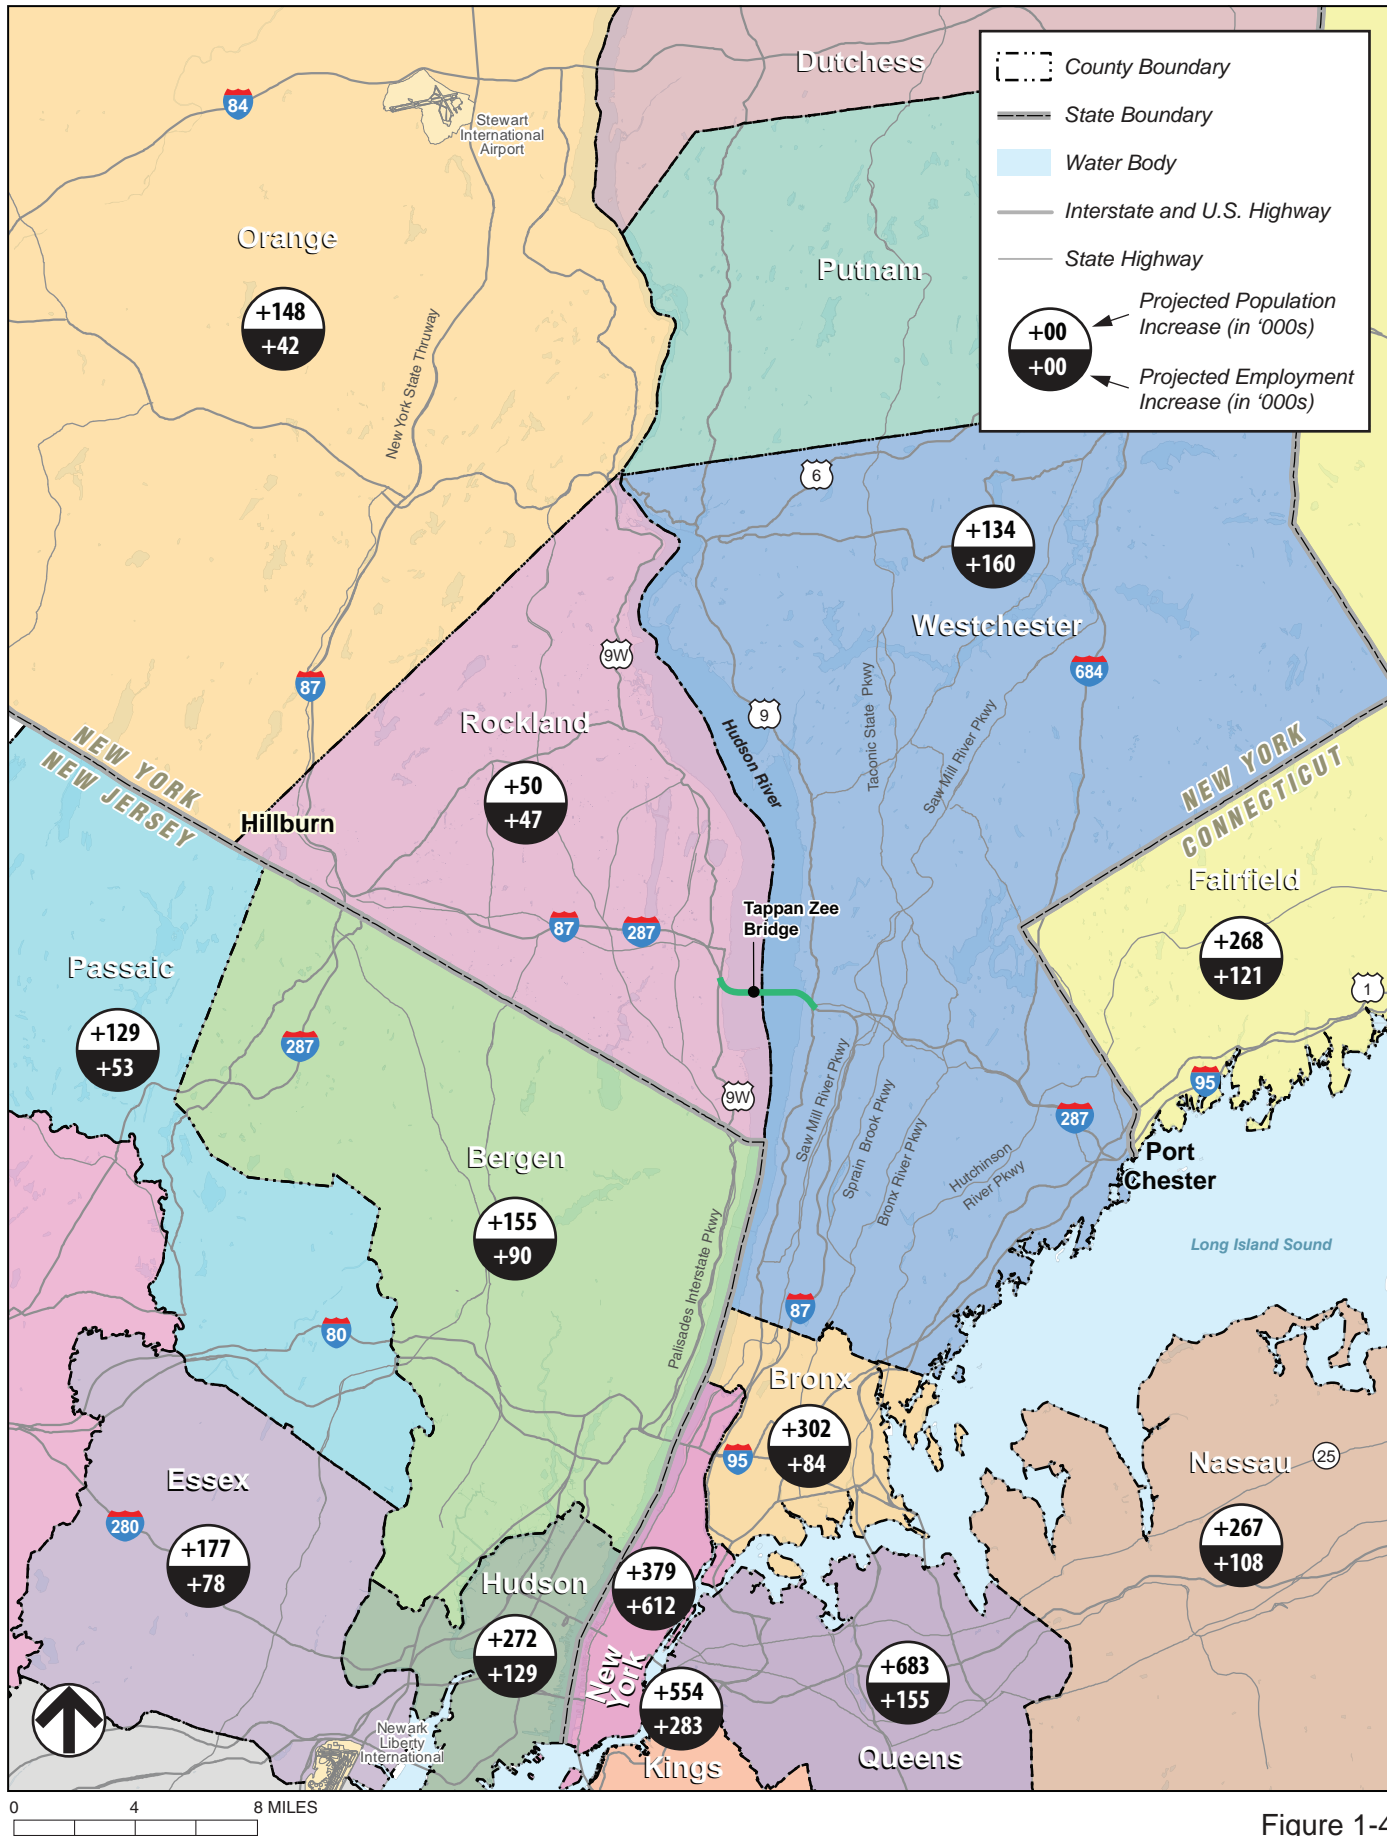 Dutchess
County Boundary
State Boundary
Water Body
Interstate and U.S. Highway
State Highway
+00
+00
Projected Population
Increase (in ‘000s)
Projected Employment
Increase (in ‘000s)
84
Stewart
International
Airport
Orange
+148
+42
New York State Thruway
Putnam
6
+134
+160
Westchester
9W
87
684
Rockland
9
Hudson River
Taconic State Pkwy
Saw Mill River Pkwy
NEW YORK
NEW JERSEY
NEW YORK
CONNECTICUT
+50
+47
Hillburn
Fairfield
+268
+121
Tappan Zee
Bridge
87
287
Passaic
+129
+53
1
287
95
9W
287
Saw Mill River Pkwy
Sprain Brook Pkwy
Bronx River Pkwy
Hutchinson
River Pkwy
Port
Chester
Bergen
+155
+90
Long Island Sound
Palisades Interstate Pkwy
87
80
Bronx
+302
+84
95
Nassau
25
+267
+108
Essex
280
+177
+78
Hudson
+272
+129
+379
+612
New
York
+554
+283
Kings
+683
+155
Queens
Newark
Liberty
International
0 4 8 MILES
Figure 1-4